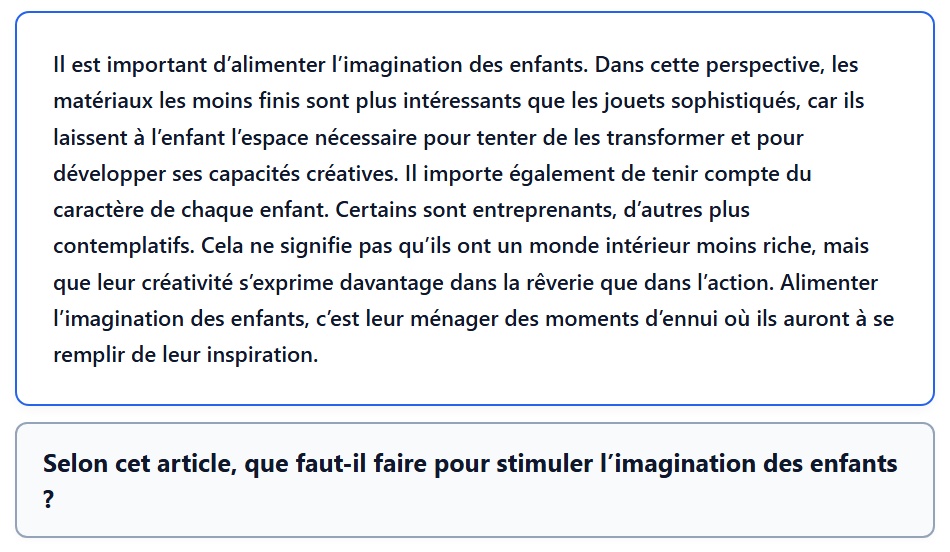 Il est important d’alimenter l’imagination des enfants. Dans cette perspective, les
matériaux les moins finis sont plus intéressants que les jouets sophistiqués, car ils
laissent à l’enfant l’espace nécessaire pour tenter de les transformer et pour
développer ses capacités créatives. Il importe également de tenir compte du
caractère de chaque enfant. Certains sont entreprenants, d’autres plus
contemplatifs. Cela ne signifie pas qu’ils ont un monde intérieur moins riche, mais
que leur créativité s’exprime davantage dans la rêverie que dans l’action. Alimenter
l’imagination des enfants, c’est leur ménager des moments d’ennui où ils auront à se
remplir de leur inspiration.
Selon cet article, que faut-il faire pour stimuler l’imagination des enfants
?